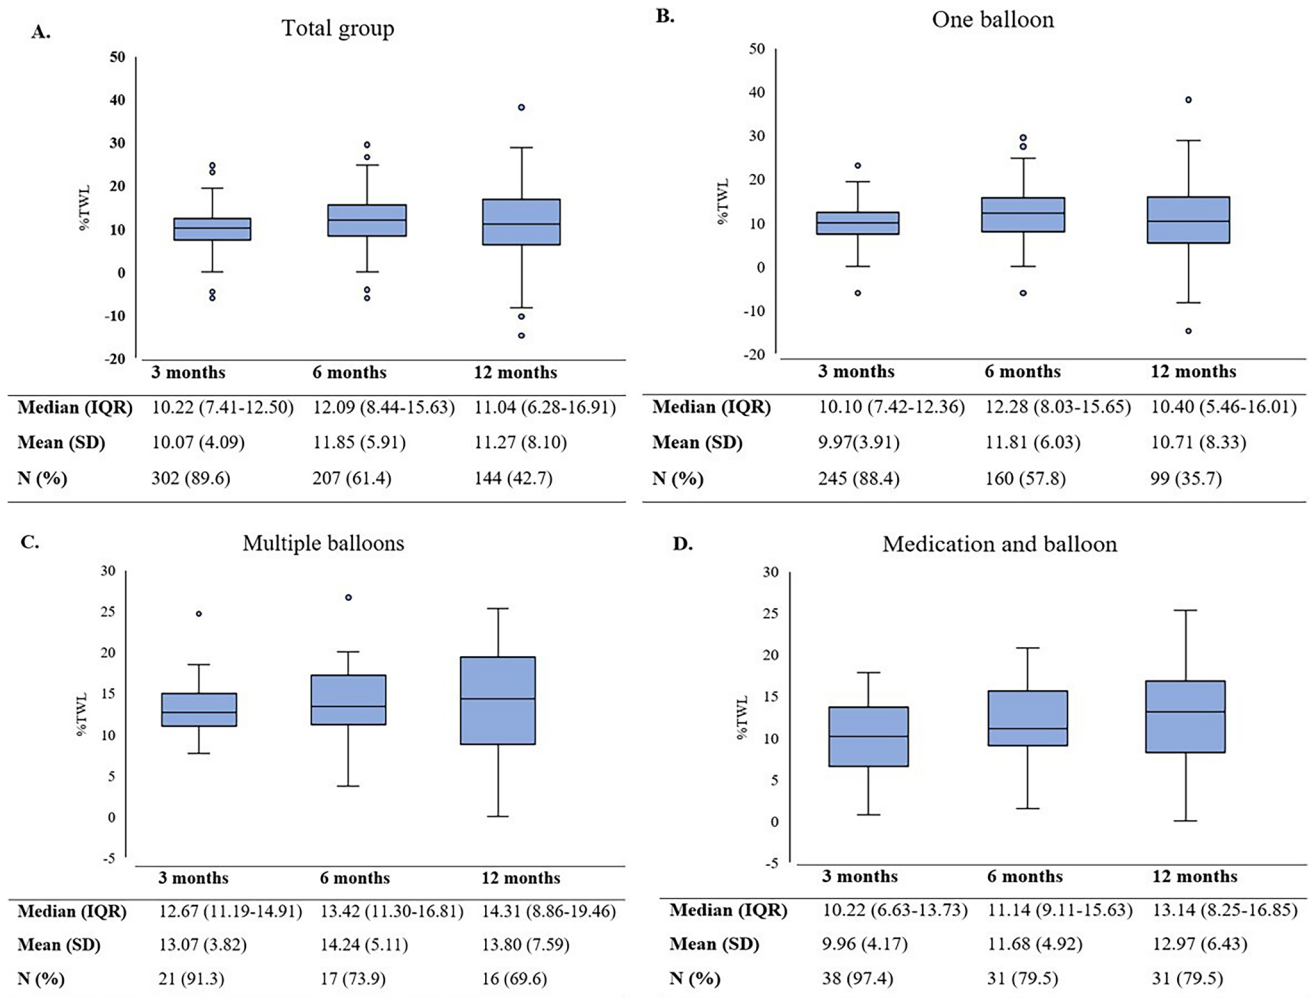 A.
Total group
50
40
30
20
10
0
-10
-20
%TWL
3 months 6 months 12 months
Median (IQR) 10.22 (7.41-12.50) 12.09 (8.44-15.63) 11.04 (6.28-16.91)
Mean (SD) 10.07 (4.09) 11.85 (5.91) 11.27 (8.10)
N (%) 302 (89.6) 207 (61.4) 144 (42.7)
B.
One balloon
50
40
30
20
10
0
-10
-20
%TWL
3 months 6 months 12 months
Median (IQR) 10.10 (7.42-12.36) 12.28 (8.03-15.65) 10.40 (5.46-16.01)
Mean (SD) 9.97(3.91) 11.81 (6.03) 10.71 (8.33)
N (%) 245 (88.4) 160 (57.8) 99 (35.7)
C.
Multiple balloons
30
25
20
15
10
5
0
-5
%TWL
3 months 6 months 12 months
Median (IQR) 12.67 (11.19-14.91) 13.42 (11.30-16.81) 14.31 (8.86-19.46)
Mean (SD) 13.07 (3.82) 14.24 (5.11) 13.80 (7.59)
N (%) 21 (91.3) 17 (73.9) 16 (69.6)
D.
Medication and balloon
30
25
20
15
10
5
0
-5
%TWL
3 months 6 months 12 months
Median (IQR) 10.22 (6.63-13.73) 11.14 (9.11-15.63) 13.14 (8.25-16.85)
Mean (SD) 9.96 (4.17) 11.68 (4.92) 12.97 (6.43)
N (%) 38 (97.4) 31 (79.5) 31 (79.5)